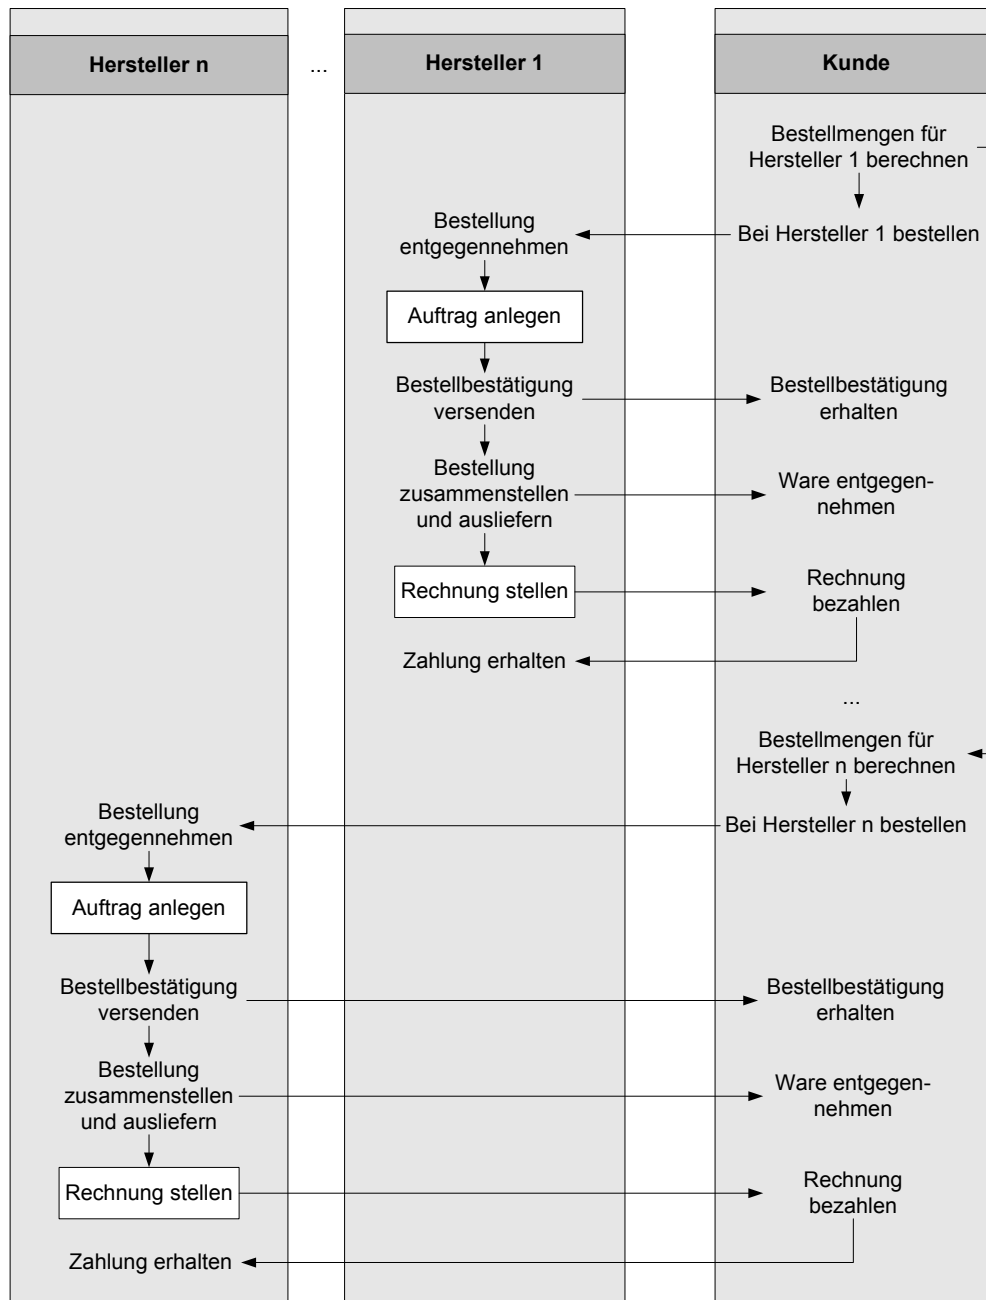 Hersteller n
...
Hersteller 1
Kunde
Bestellmengen für
Hersteller 1 berechnen
Bestellung
entgegennehmen
Bei Hersteller 1 bestellen
Auftrag anlegen
Bestellbestätigung
versenden
Bestellbestätigung
erhalten
Bestellung
zusammenstellen
und ausliefern
Ware entgegen-
nehmen
Rechnung stellen
Rechnung
bezahlen
Zahlung erhalten
...
Bestellmengen für
Hersteller n berechnen
Bestellung
entgegennehmen
Bei Hersteller n bestellen
Auftrag anlegen
Bestellbestätigung
versenden
Bestellbestätigung
erhalten
Bestellung
zusammenstellen
und ausliefern
Ware entgegen-
nehmen
Rechnung stellen
Rechnung
bezahlen
Zahlung erhalten